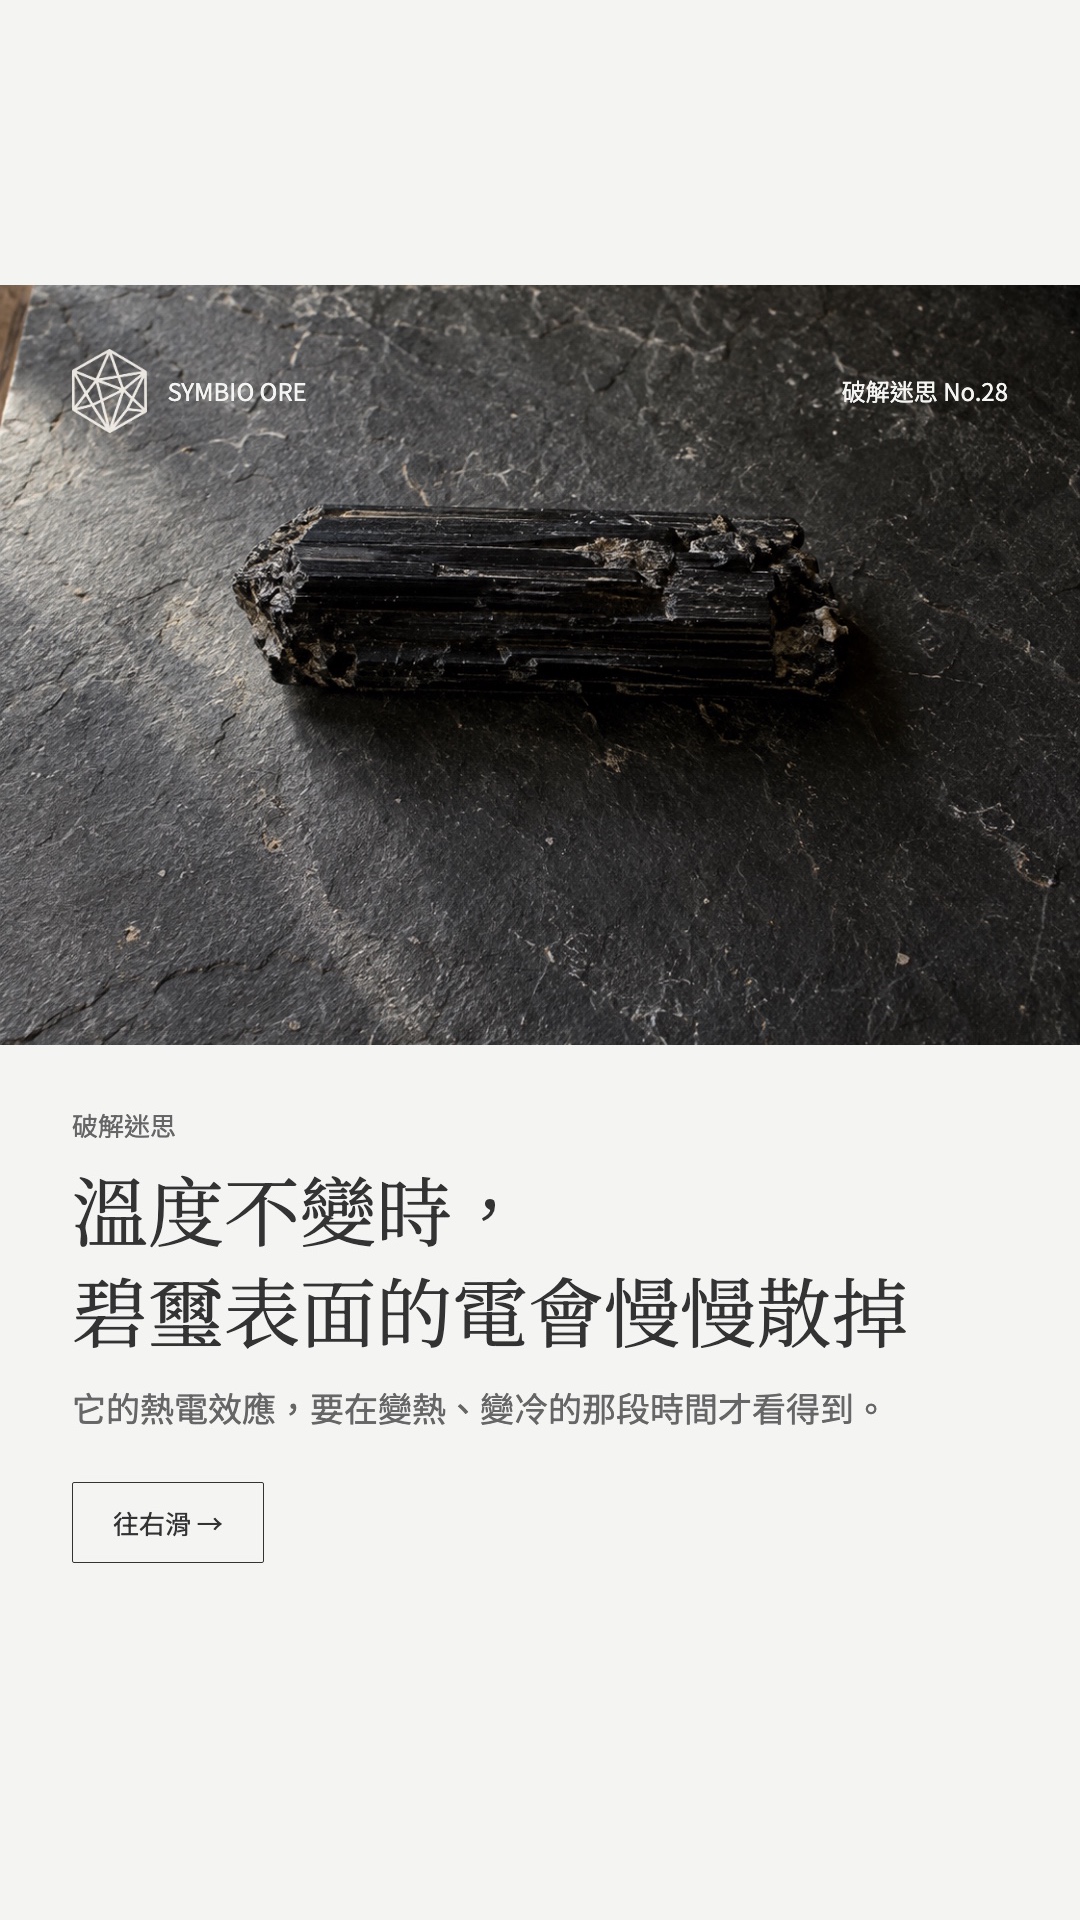 SYMBIO ORE
破解迷思 No.28
破解迷思
溫度不變時，
碧璽表面的電會慢慢散掉
它的熱電效應，要在變熱、變冷的那段時間才看得到。
往右滑 →